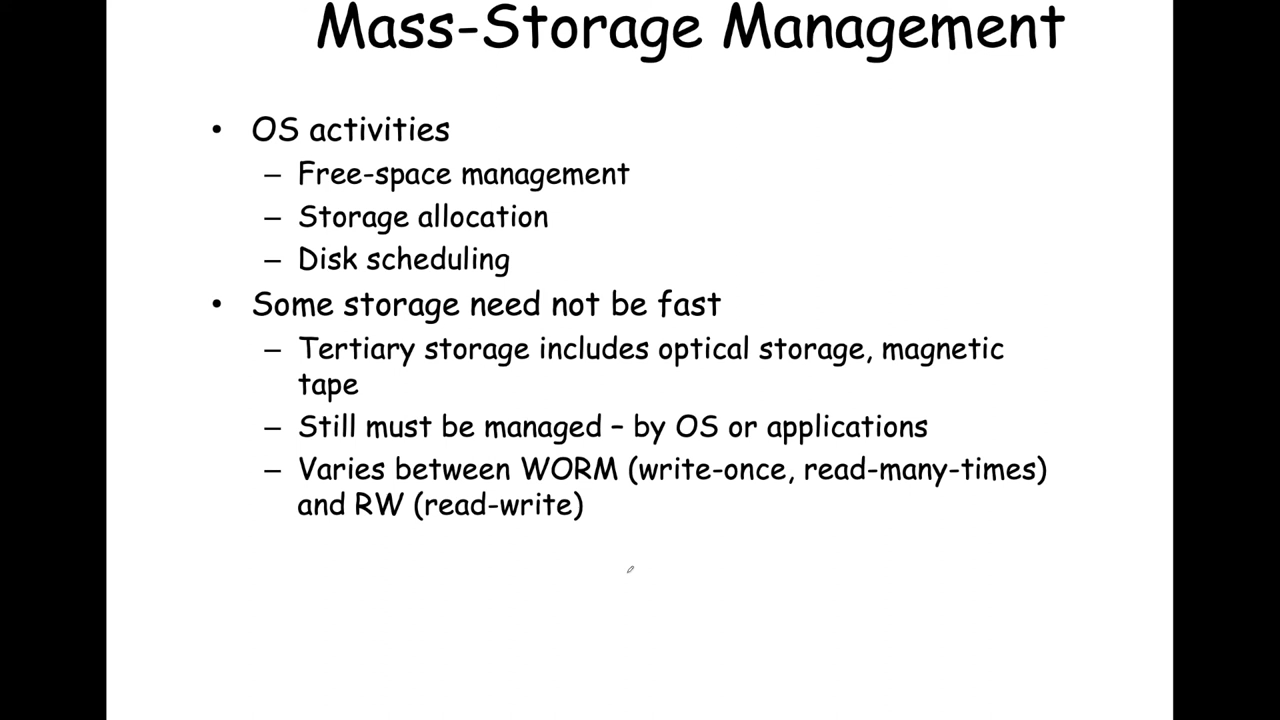 Mass-Storage Management
• OS activities
– Free-space management
– Storage allocation
– Disk scheduling
• Some storage need not be fast
– Tertiary storage includes optical storage, magnetic
tape
– Still must be managed – by OS or applications
– Varies between WORM (write-once, read-many-times)
and RW (read-write)